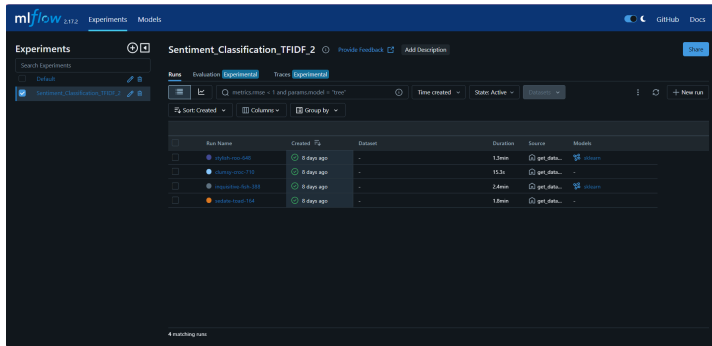 mlflow 2.17.2 Experiments Models GitHub Docs
Experiments
Search Experiments
Default
Sentiment_Classification_TFIDF_2
Sentiment_Classification_TFIDF_2 Provide Feedback Add Description Share
Runs Evaluation Experimental Traces Experimental
metrics.rmse < 1 and params.model = "tree" Time created State: Active Datasets + New run
Sort: Created Columns Group by
Run Name Created Dataset Duration Source Models
8 days ago - 1.3min get_data... sklearn
8 days ago - 15.3s get_data... -
8 days ago - 2.4min get_data... sklearn
8 days ago - 1.8min get_data... -
4 matching runs